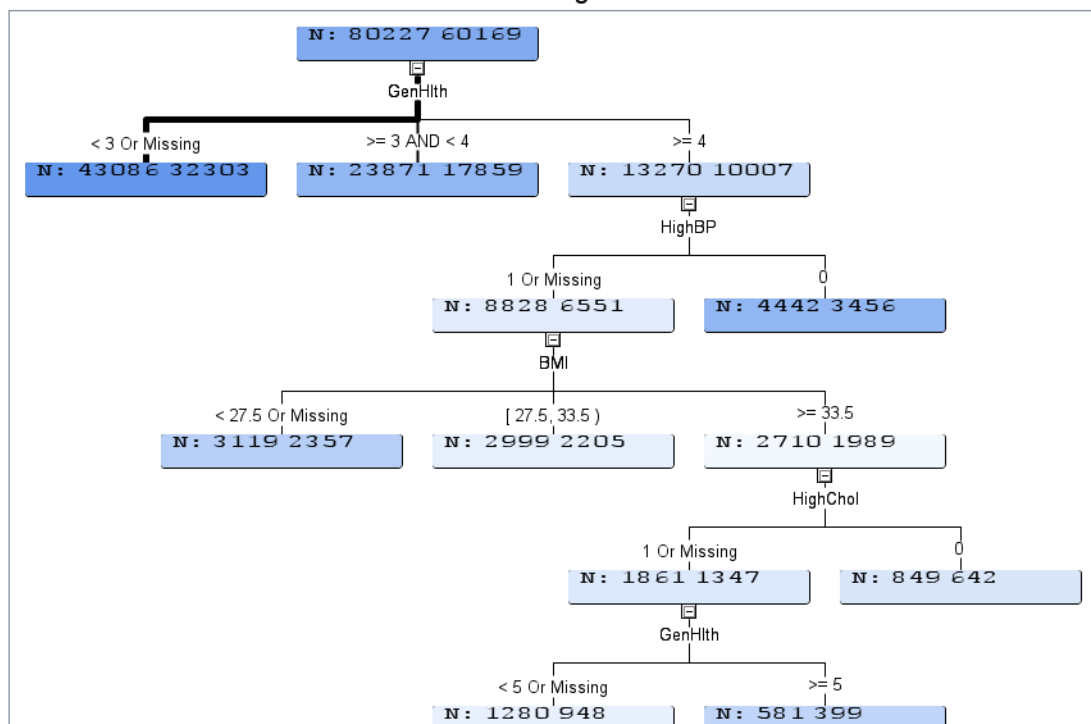 N: 80227 60169
GenHlth
< 3 Or Missing
>= 3 AND < 4
>= 4
N: 43086 32303
N: 23871 17859
N: 13270 10007
HighBP
1 Or Missing
0
N: 8828 6551
N: 4442 3456
BMI
< 27.5 Or Missing
[ 27.5, 33.5 )
>= 33.5
N: 3119 2357
N: 2999 2205
N: 2710 1989
HighChol
1 Or Missing
0
N: 1861 1347
N: 849 642
GenHlth
< 5 Or Missing
>= 5
N: 1280 948
N: 581 399